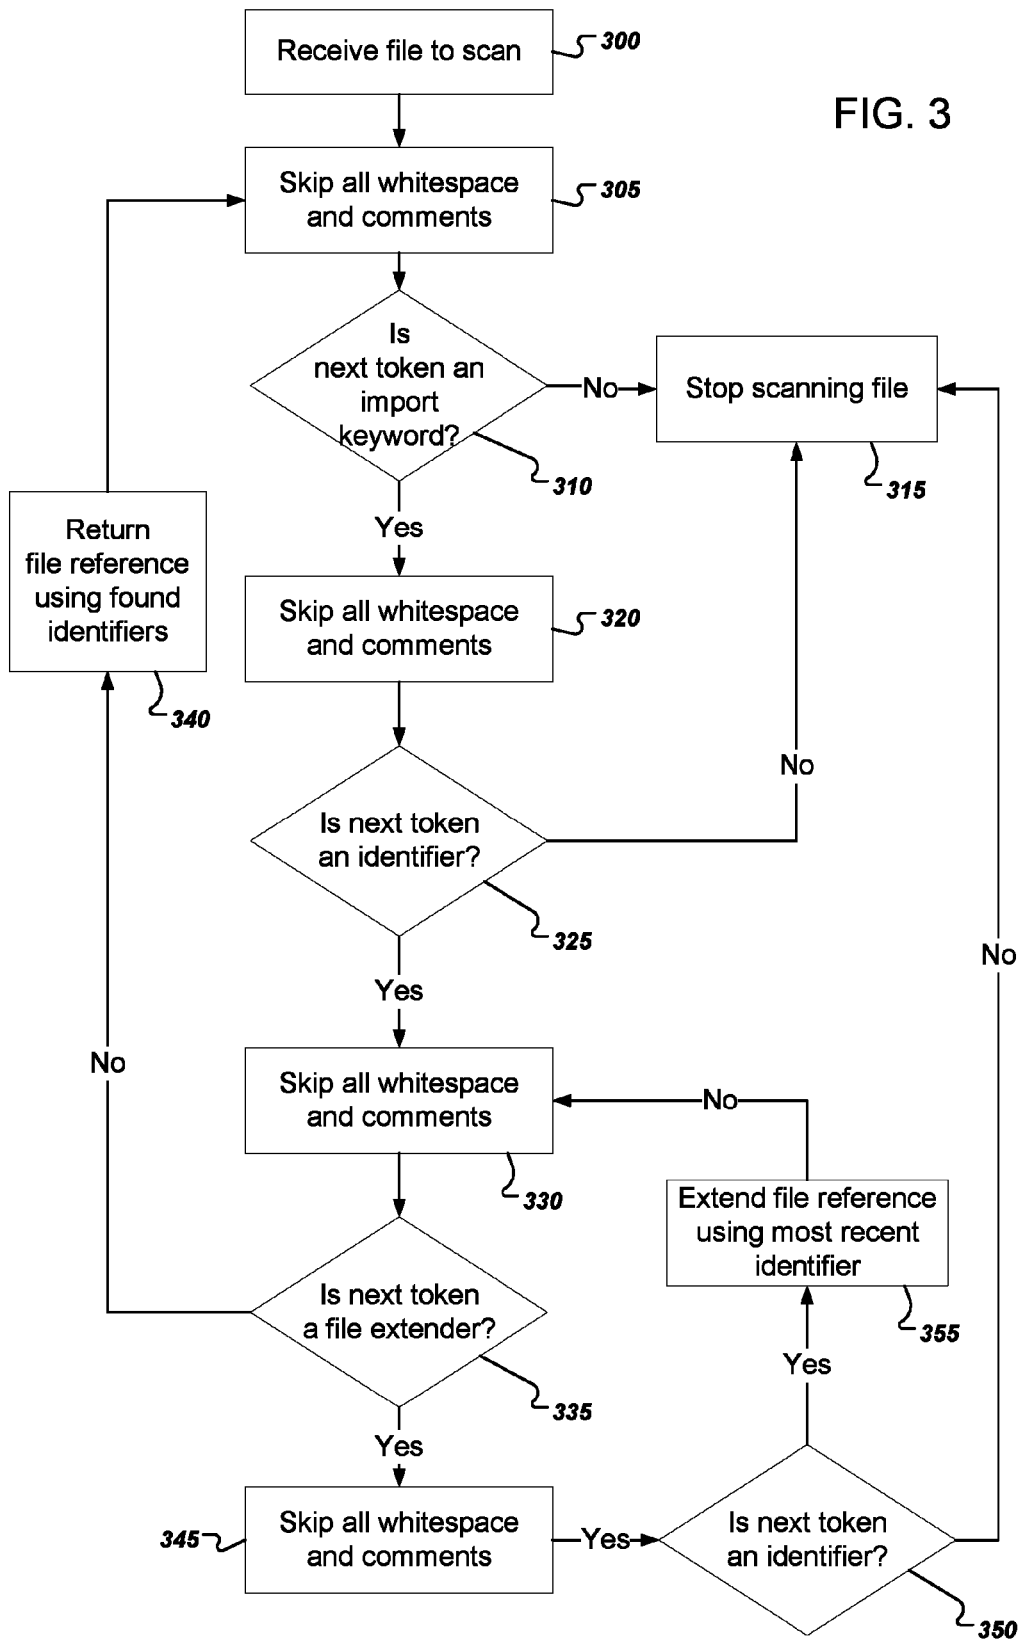 Receive file to scan
300
FIG. 3
Skip all whitespace
and comments
305
Is
next token an
import
keyword?
310
No
Stop scanning file
315
Yes
Return
file reference
using found
identifiers
340
Skip all whitespace
and comments
320
No
Is next token
an identifier?
325
No
Yes
No
Skip all whitespace
and comments
330
No
Extend file reference
using most recent
identifier
355
Is next token
a file extender?
335
Yes
Yes
345
Skip all whitespace
and comments
Yes
Is next token
an identifier?
350